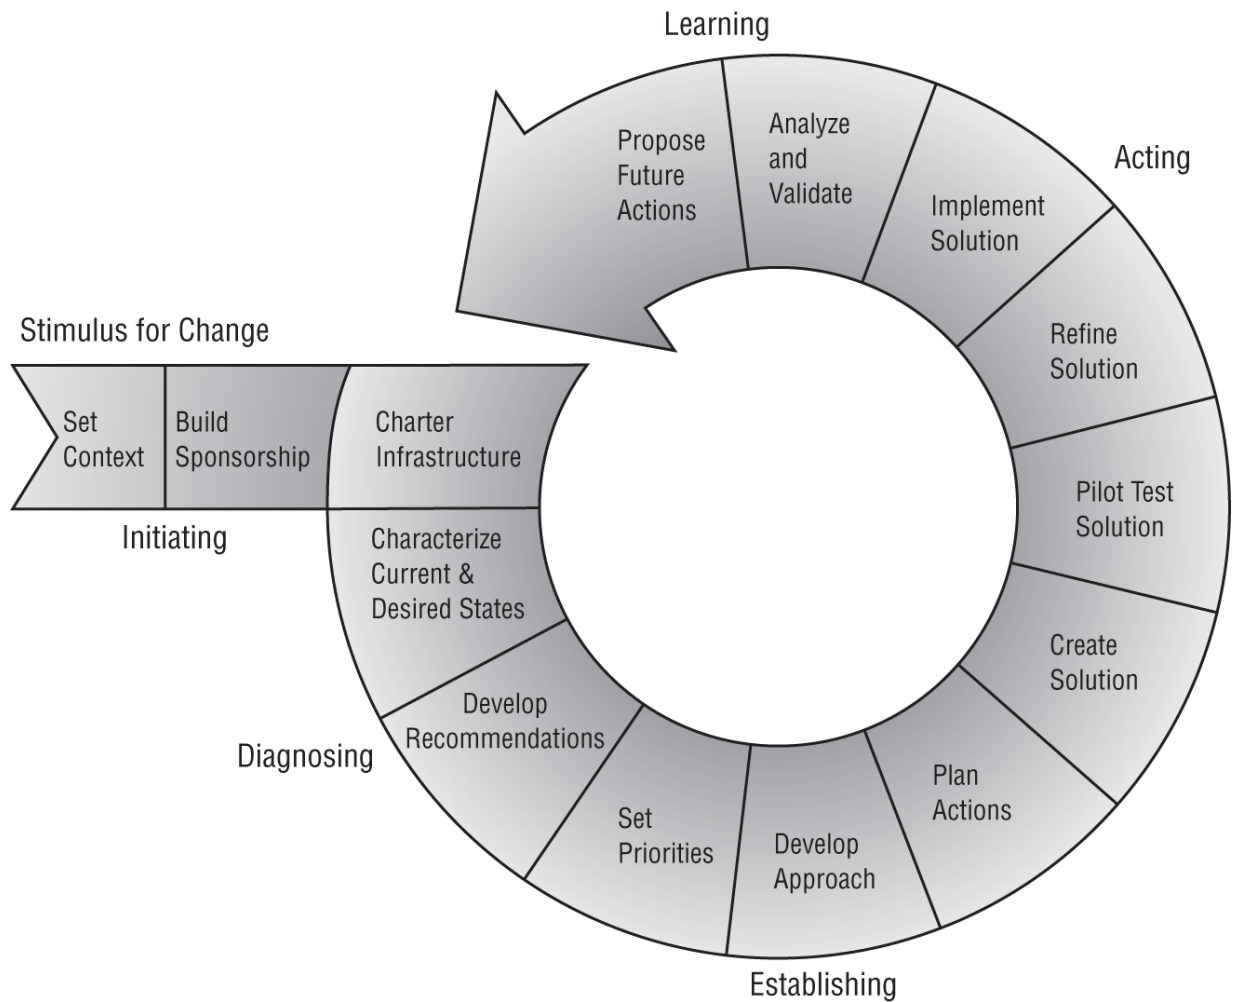 Learning
Acting
Stimulus for Change
Initiating
Diagnosing
Establishing
Set
Context
Build
Sponsorship
Charter
Infrastructure
Characterize
Current &
Desired States
Develop
Recommendations
Set
Priorities
Develop
Approach
Plan
Actions
Create
Solution
Pilot Test
Solution
Refine
Solution
Implement
Solution
Analyze
and
Validate
Propose
Future
Actions